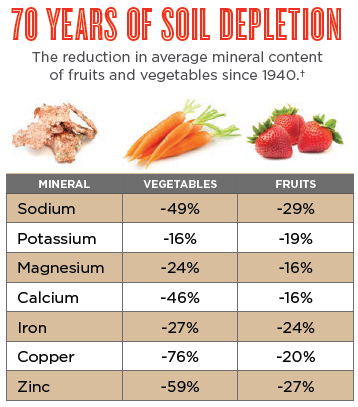 70 YEARS OF SOIL DEPLETION
The reduction in average mineral content
of fruits and vegetables since 1940.†
MINERAL VEGETABLES FRUITS
Sodium -49% -29%
Potassium -16% -19%
Magnesium -24% -16%
Calcium -46% -16%
Iron -27% -24%
Copper -76% -20%
Zinc -59% -27%